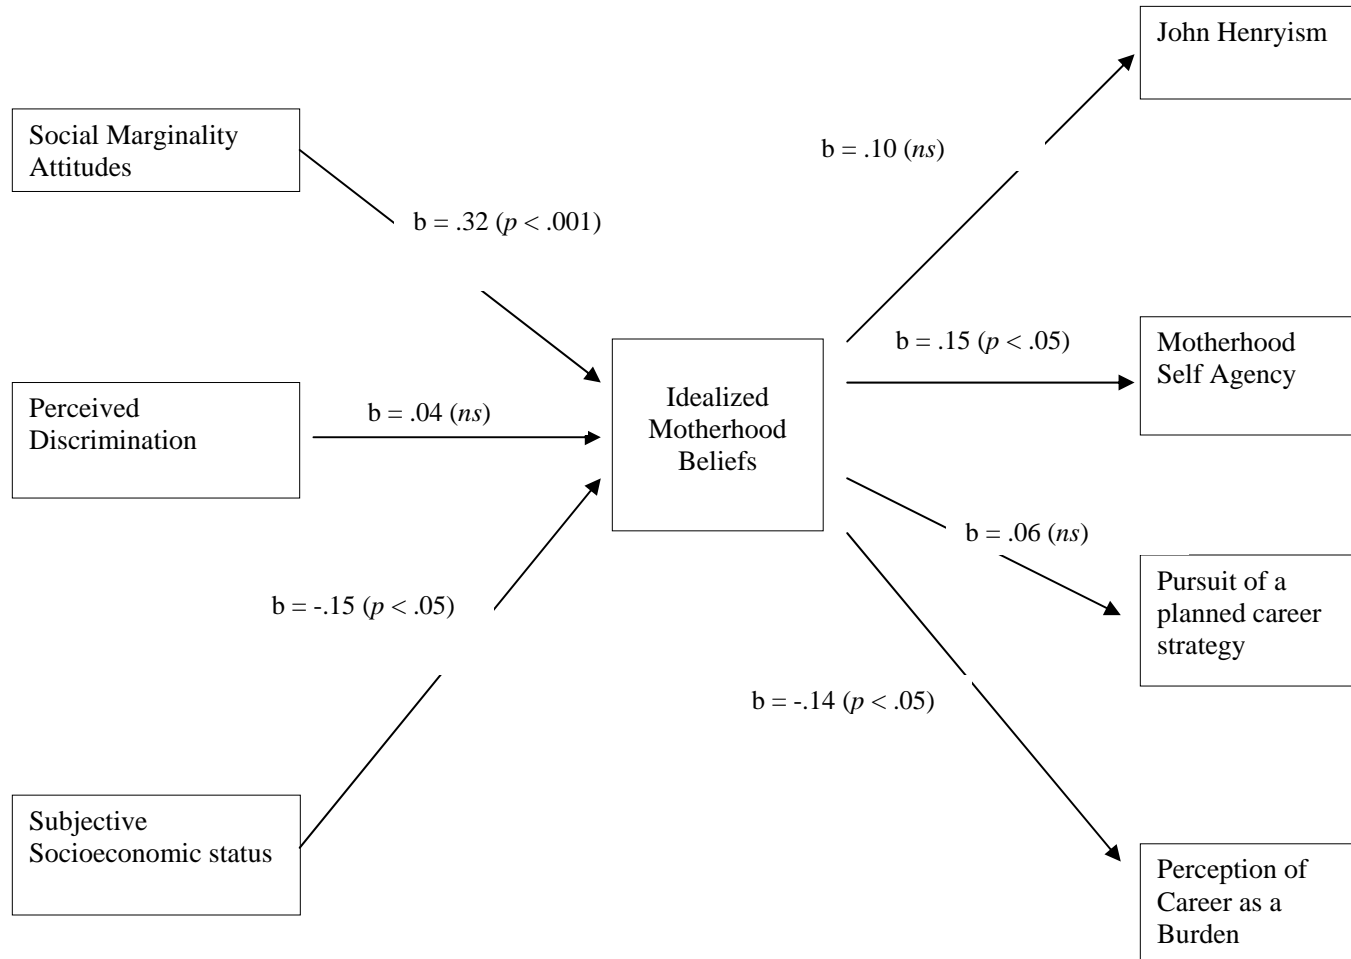 John Henryism
Social Marginality
Attitudes
b = .10 (ns)
b = .32 (p < .001)
b = .15 (p < .05)
Motherhood
Self Agency
Perceived
Discrimination
b = .04 (ns)
Idealized
Motherhood
Beliefs
b = .06 (ns)
b = -.15 (p < .05)
Pursuit of a
planned career
strategy
b = -.14 (p < .05)
Subjective
Socioeconomic status
Perception of
Career as a
Burden